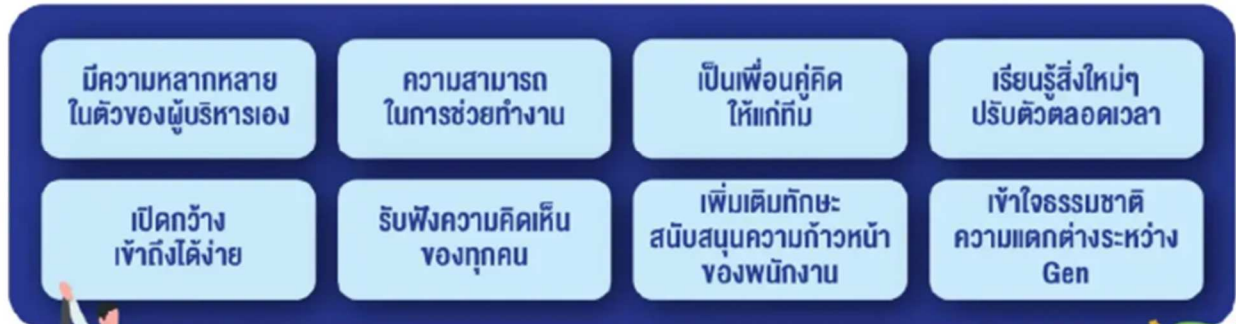 มีความหลากหลาย
ในตัวของผู้บริหารเอง
ความสามารถ
ในการช่วยทำงาน
เป็นเพื่อนคู่คิด
ให้แก่ทีม
เรียนรู้สิ่งใหม่ๆ
ปรับตัวตลอดเวลา
เปิดกว้าง
เข้าถึงได้ง่าย
รับฟังความคิดเห็น
ของทุกคน
เพิ่มเติมทักษะ
สนับสนุนความก้าวหน้า
ของพนักงาน
เข้าใจธรรมชาติ
ความแตกต่างระหว่าง
Gen